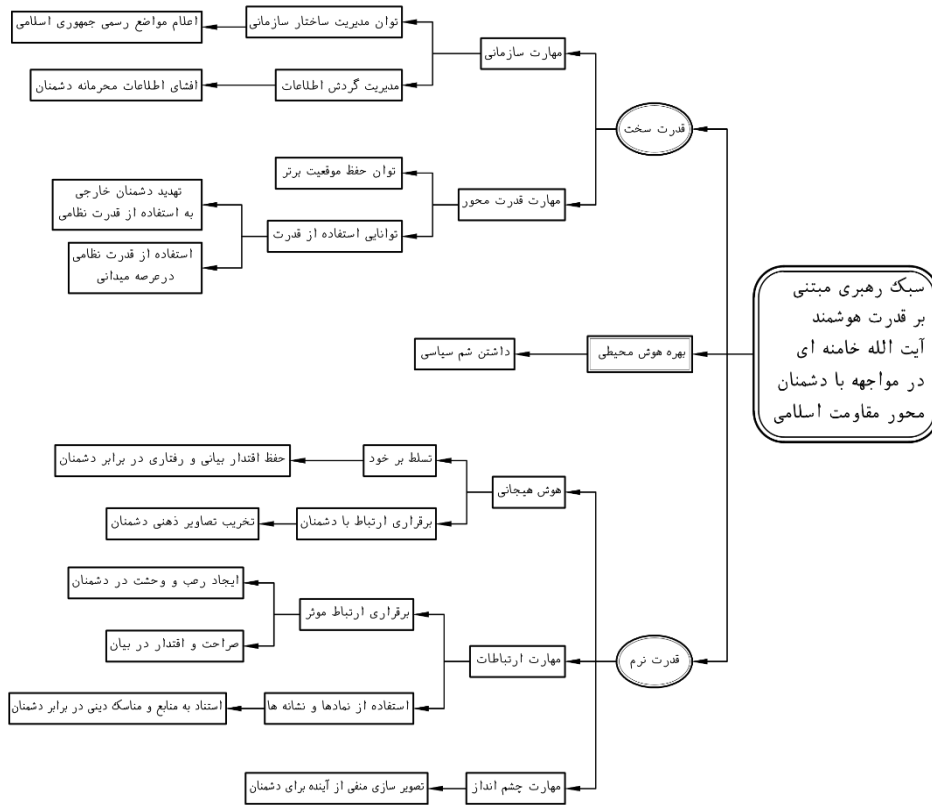 سبک رهبری مبتنی
بر قدرت هوشمند
آیت الله خامنه ای
در مواجهه با دشمنان
محور مقاومت اسلامی
قدرت سخت
مهارت سازمانی
توان مدیریت ساختار سازمانی
اعلام مواضع رسمی جمهوری اسلامی
مدیریت گردش اطلاعات
افشای اطلاعات محرمانه دشمنان
مهارت قدرت محور
توان حفظ موقعیت برتر
توانایی استفاده از قدرت
تهدید دشمنان خارجی
به استفاده از قدرت نظامی
استفاده از قدرت نظامی
درعرصه میدانی
بهره هوش محیطی
داشتن شم سیاسی
قدرت نرم
هوش هیجانی
تسلط بر خود
حفظ اقتدار بیانی و رفتاری در برابر دشمنان
برقراری ارتباط با دشمنان
تخریب تصاویر ذهنی دشمنان
مهارت ارتباطات
برقراری ارتباط موثر
ایجاد رعب و وحشت در دشمنان
صراحت و اقتدار در بیان
استفاده از نمادها و نشانه ها
استناد به منابع و مناسک دینی در برابر دشمنان
مهارت چشم انداز
تصویر سازی منفی از آینده برای دشمنان